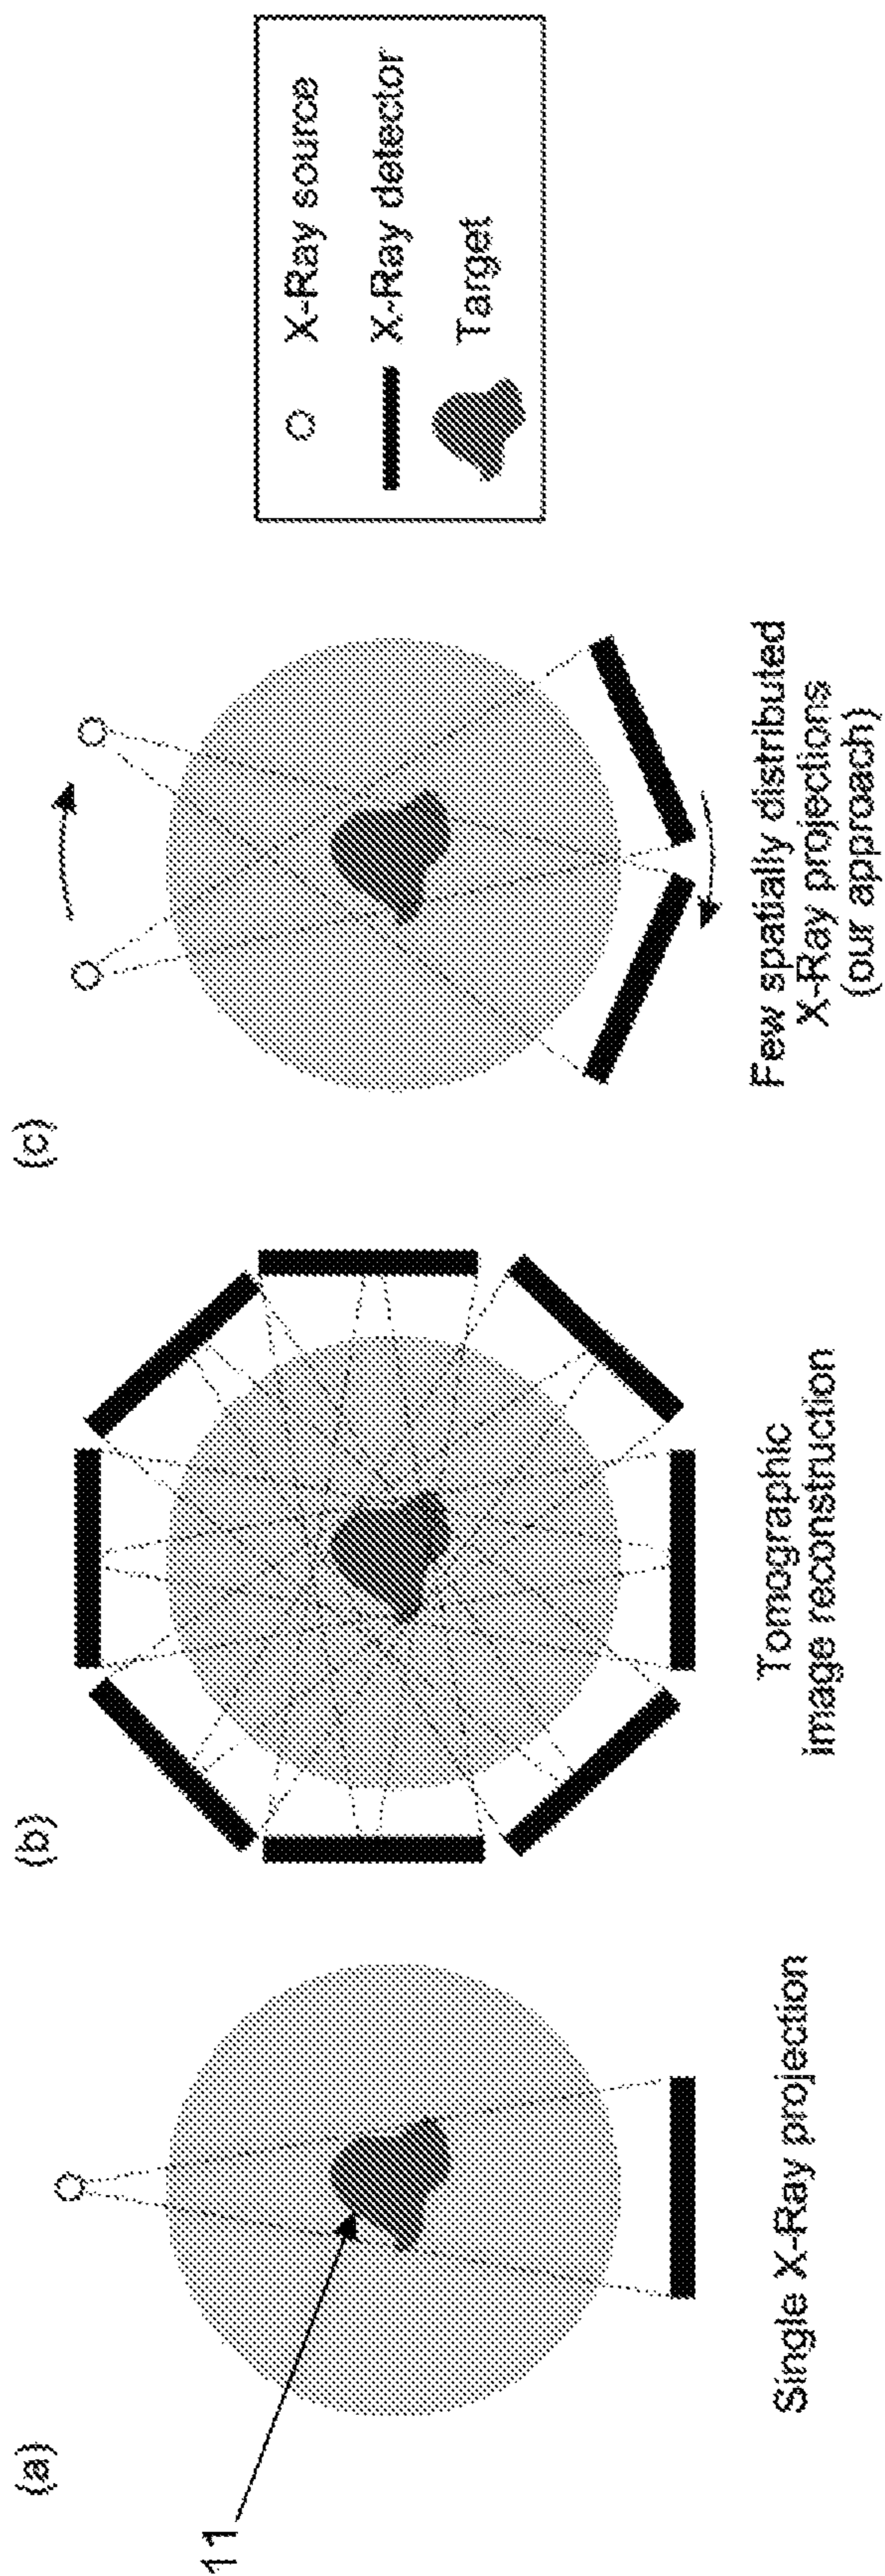 (a)
11
Single X-Ray projection
(b)
Tomographic
image reconstruction
(c)
Few spatially distributed
X-Ray projections
(our approach)
X-Ray source
X-Ray detector
Target